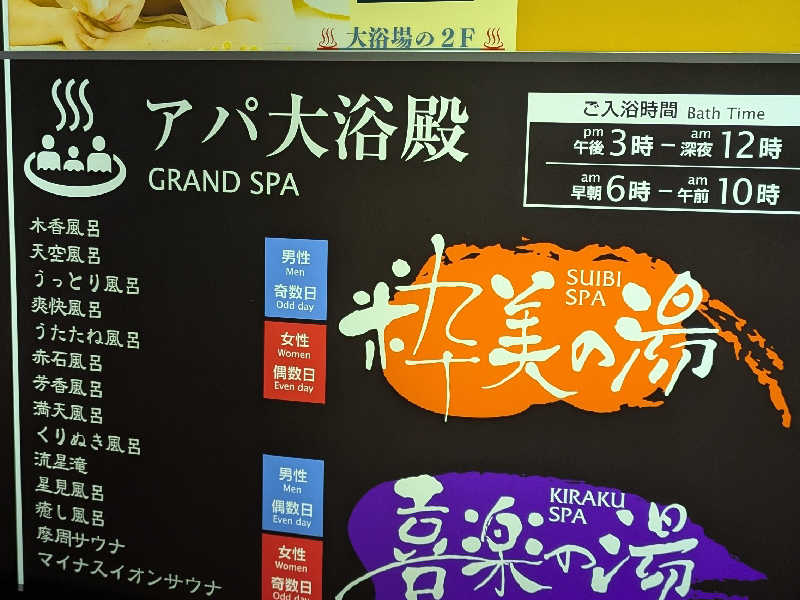 大浴場の2F
アパ大浴殿
GRAND SPA
ご入浴時間 Bath Time
pm 午後3時－am 深夜12時
am 早朝6時－am 午前10時
木香風呂
天空風呂
うっとり風呂
爽快風呂
うたたね風呂
赤石風呂
芳香風呂
満天風呂
くりぬき風呂
流星滝
星見風呂
癒し風呂
摩周サウナ
マイナスイオンサウナ
男性
Men
奇数日
Odd day
女性
Women
偶数日
Even day
粋美の湯
SUIBI
SPA
男性
Men
偶数日
Even day
女性
Women
奇数日
Odd day
喜楽の湯
KIRAKU
SPA